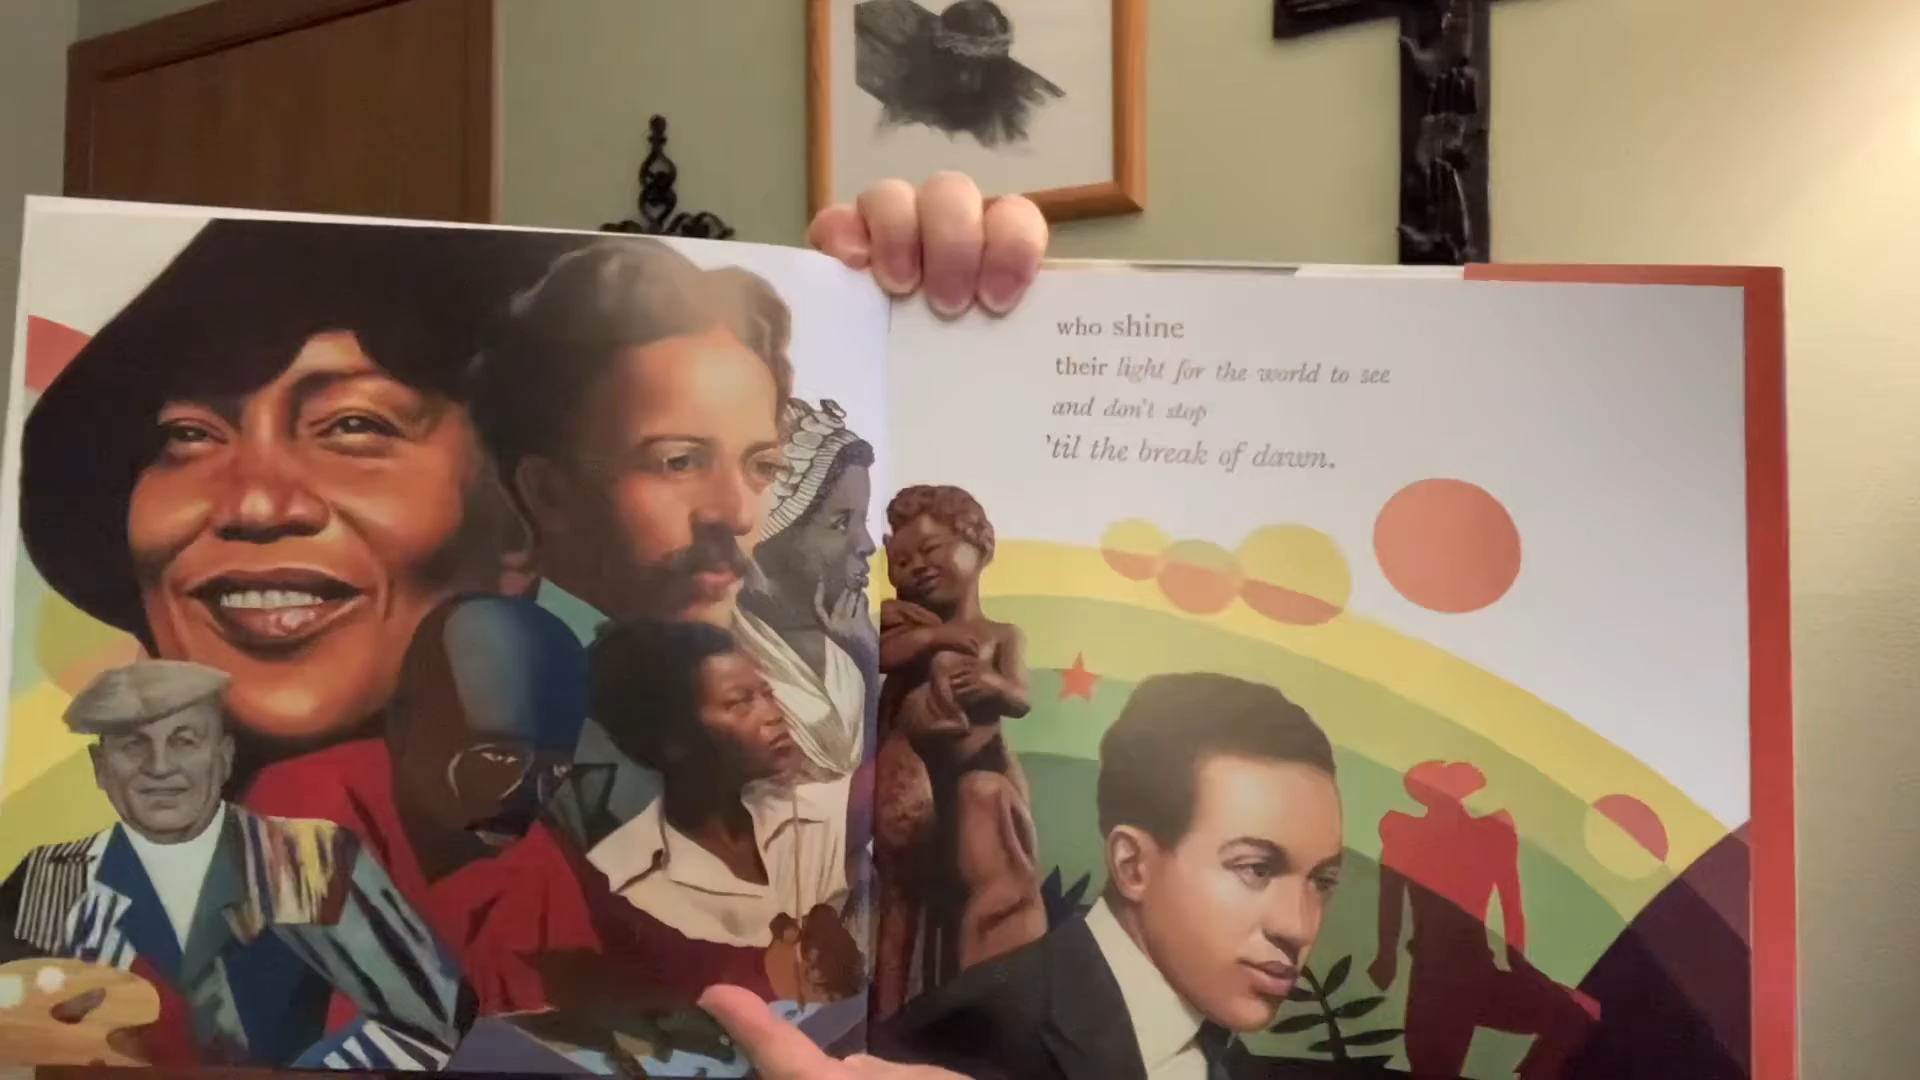 who shine
their light for the world to see
and don't stop
'til the break of dawn.